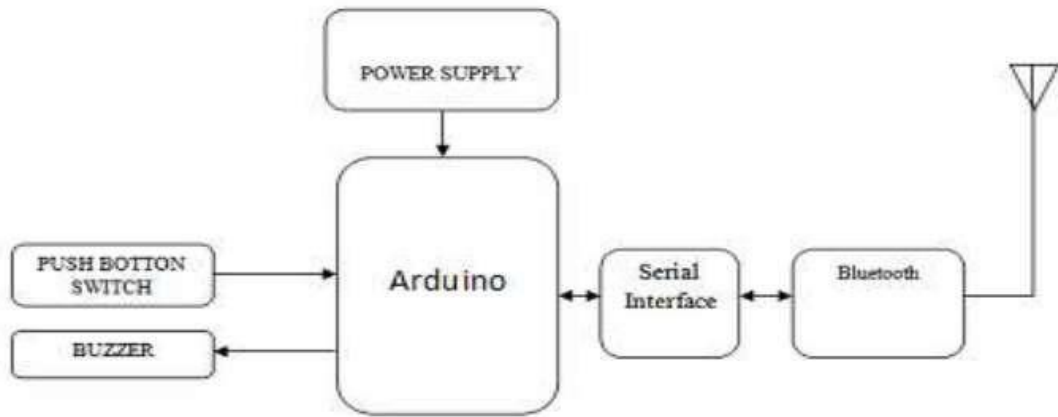 POWER SUPPLY
PUSH BOTTON
SWITCH
Arduino
Serial
Interface
Bluetooth
BUZZER